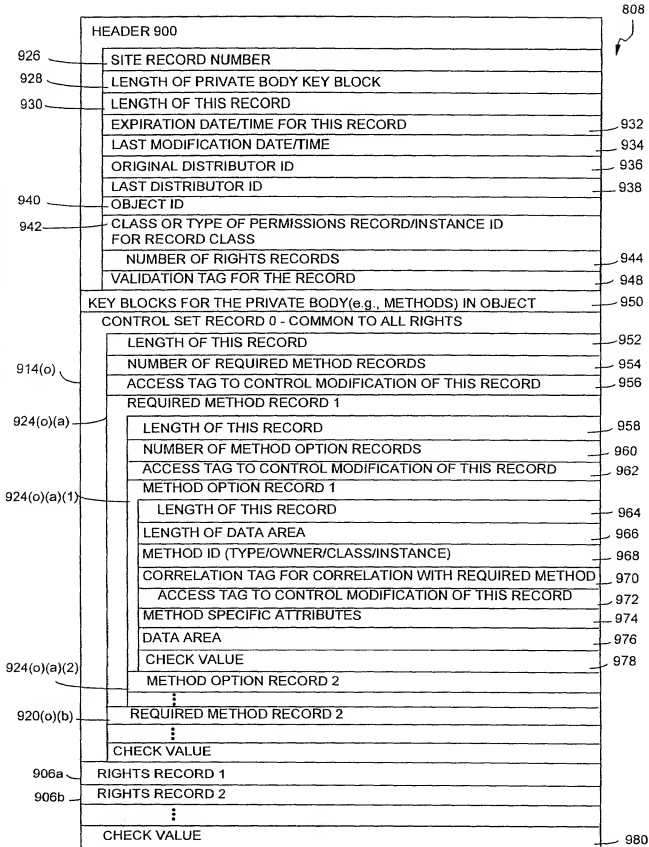 808
HEADER 900
926 SITE RECORD NUMBER
928 LENGTH OF PRIVATE BODY KEY BLOCK
930 LENGTH OF THIS RECORD
EXPIRATION DATE/TIME FOR THIS RECORD 932
LAST MODIFICATION DATE/TIME 934
ORIGINAL DISTRIBUTOR ID 936
LAST DISTRIBUTOR ID 938
940 OBJECT ID
942 CLASS OR TYPE OF PERMISSIONS RECORD/INSTANCE ID
FOR RECORD CLASS
NUMBER OF RIGHTS RECORDS 944
VALIDATION TAG FOR THE RECORD 948
KEY BLOCKS FOR THE PRIVATE BODY(e.g., METHODS) IN OBJECT 950
CONTROL SET RECORD 0 - COMMON TO ALL RIGHTS
LENGTH OF THIS RECORD 952
914(o) NUMBER OF REQUIRED METHOD RECORDS 954
ACCESS TAG TO CONTROL MODIFICATION OF THIS RECORD 956
924(o)(a) REQUIRED METHOD RECORD 1
LENGTH OF THIS RECORD 958
NUMBER OF METHOD OPTION RECORDS 960
ACCESS TAG TO CONTROL MODIFICATION OF THIS RECORD 962
924(o)(a)(1) METHOD OPTION RECORD 1
LENGTH OF THIS RECORD 964
LENGTH OF DATA AREA 966
METHOD ID (TYPE/OWNER/CLASS/INSTANCE) 968
CORRELATION TAG FOR CORRELATION WITH REQUIRED METHOD 970
ACCESS TAG TO CONTROL MODIFICATION OF THIS RECORD 972
METHOD SPECIFIC ATTRIBUTES 974
DATA AREA 976
CHECK VALUE 978
924(o)(a)(2) METHOD OPTION RECORD 2
920(o)(b) REQUIRED METHOD RECORD 2
CHECK VALUE
906a RIGHTS RECORD 1
906b RIGHTS RECORD 2
CHECK VALUE 980